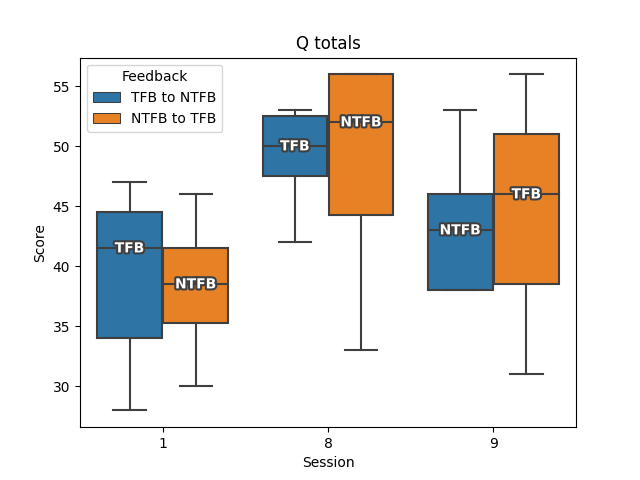 Q totals
Feedback
TFB to NTFB
NTFB to TFB
Score
55
50
45
40
35
30
TFB
NTFB
TFB
NTFB
NTFB
TFB
1
8
9
Session